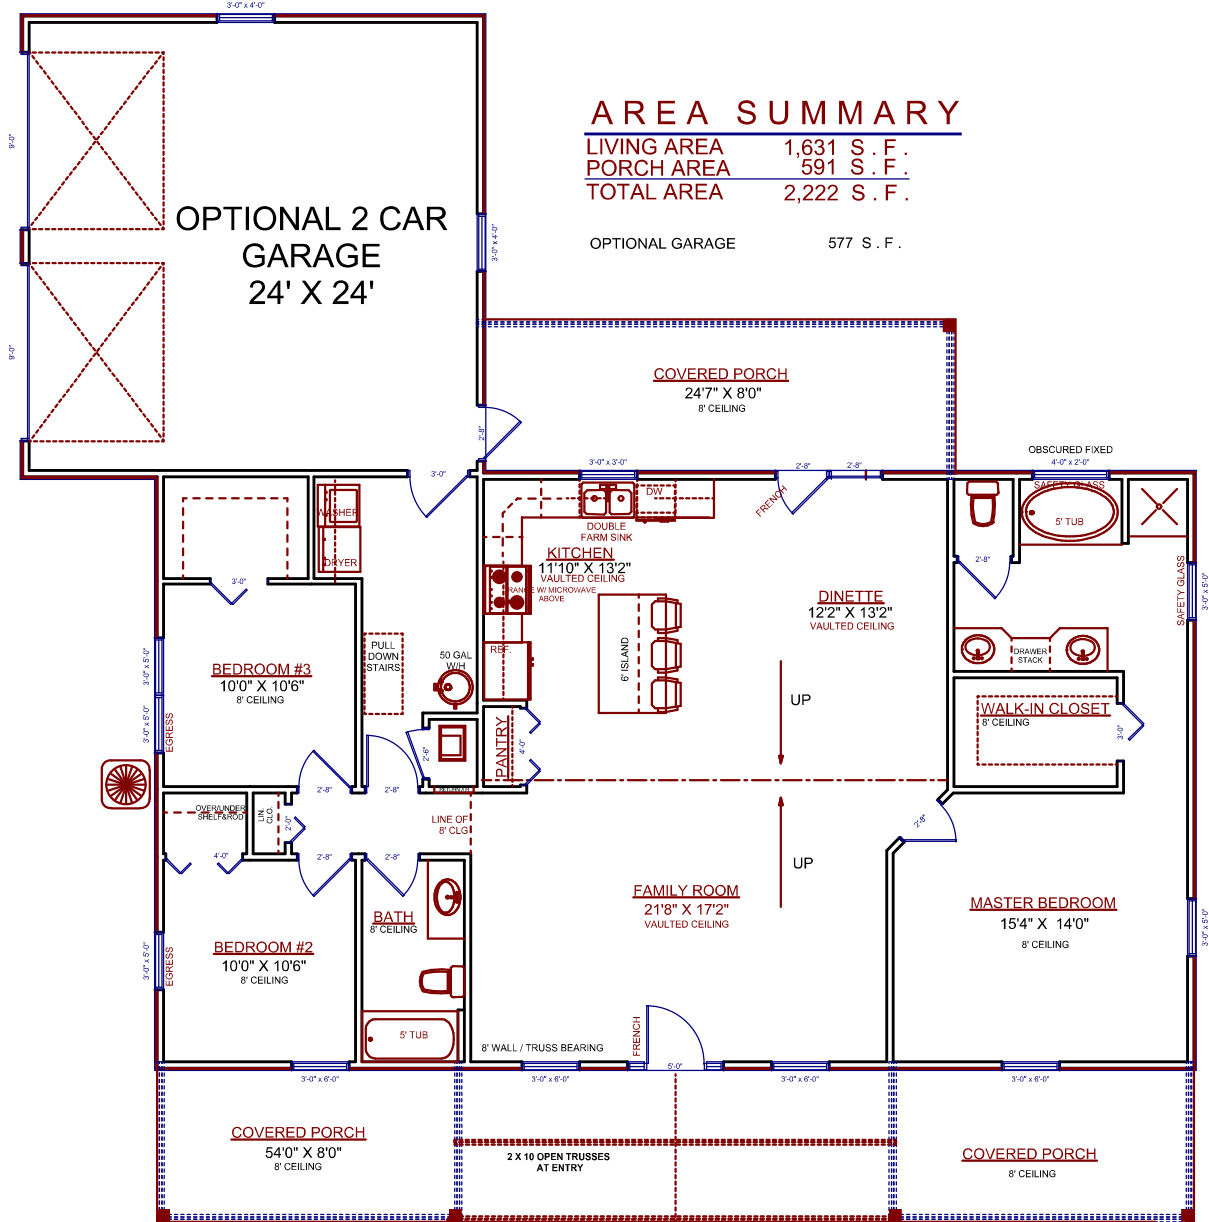 3'-0" x 4'-0"
AREA SUMMARY
LIVING AREA 1,631 S.F.
PORCH AREA 591 S.F.
TOTAL AREA 2,222 S.F.
OPTIONAL GARAGE 577 S.F.
9'-0"
9'-0"
OPTIONAL 2 CAR
GARAGE
24' X 24'
3'-0" x 4'-0"
COVERED PORCH
24'7" X 8'0"
8' CEILING
2'-8"
3'-0"
3'-0" x 3'-0"
2'-8"
2'-8"
FRENCH
OBSCURED FIXED
4'-0" x 2'-0"
SAFETY GLASS
5' TUB
2'-8"
SAFETY GLASS
3'-0" x 5'-0"
WASHER
DRYER
DW
DOUBLE
FARM SINK
KITCHEN
11'10" X 13'2"
VAULTED CEILING
RANGE W/ MICROWAVE
ABOVE
REF.
6' ISLAND
DINETTE
12'2" X 13'2"
VAULTED CEILING
DRAWER
STACK
3'-0"
BEDROOM #3
10'0" X 10'6"
8' CEILING
3'-0" x 5'-0"
3'-0" x 5'-0"
EGRESS
PULL
DOWN
STAIRS
50 GAL
W/H
UP
WALK-IN CLOSET
8' CEILING
3'-0"
PANTRY
4'-0"
2'-6"
2'-8"
2'-8"
OVER/UNDER
SHELF&ROD
LIN.
CLO.
2'-0"
4'-0"
2'-8"
2'-8"
LINE OF
8' CLG
2'-8"
UP
FAMILY ROOM
21'8" X 17'2"
VAULTED CEILING
MASTER BEDROOM
15'4" X 14'0"
8' CEILING
3'-0" x 5'-0"
BATH
8' CEILING
BEDROOM #2
10'0" X 10'6"
8' CEILING
3'-0" x 5'-0"
EGRESS
5' TUB
8' WALL / TRUSS BEARING
FRENCH
5'-0"
3'-0" x 6'-0"
3'-0" x 6'-0"
3'-0" x 6'-0"
3'-0" x 6'-0"
COVERED PORCH
54'0" X 8'0"
8' CEILING
2 X 10 OPEN TRUSSES
AT ENTRY
COVERED PORCH
8' CEILING